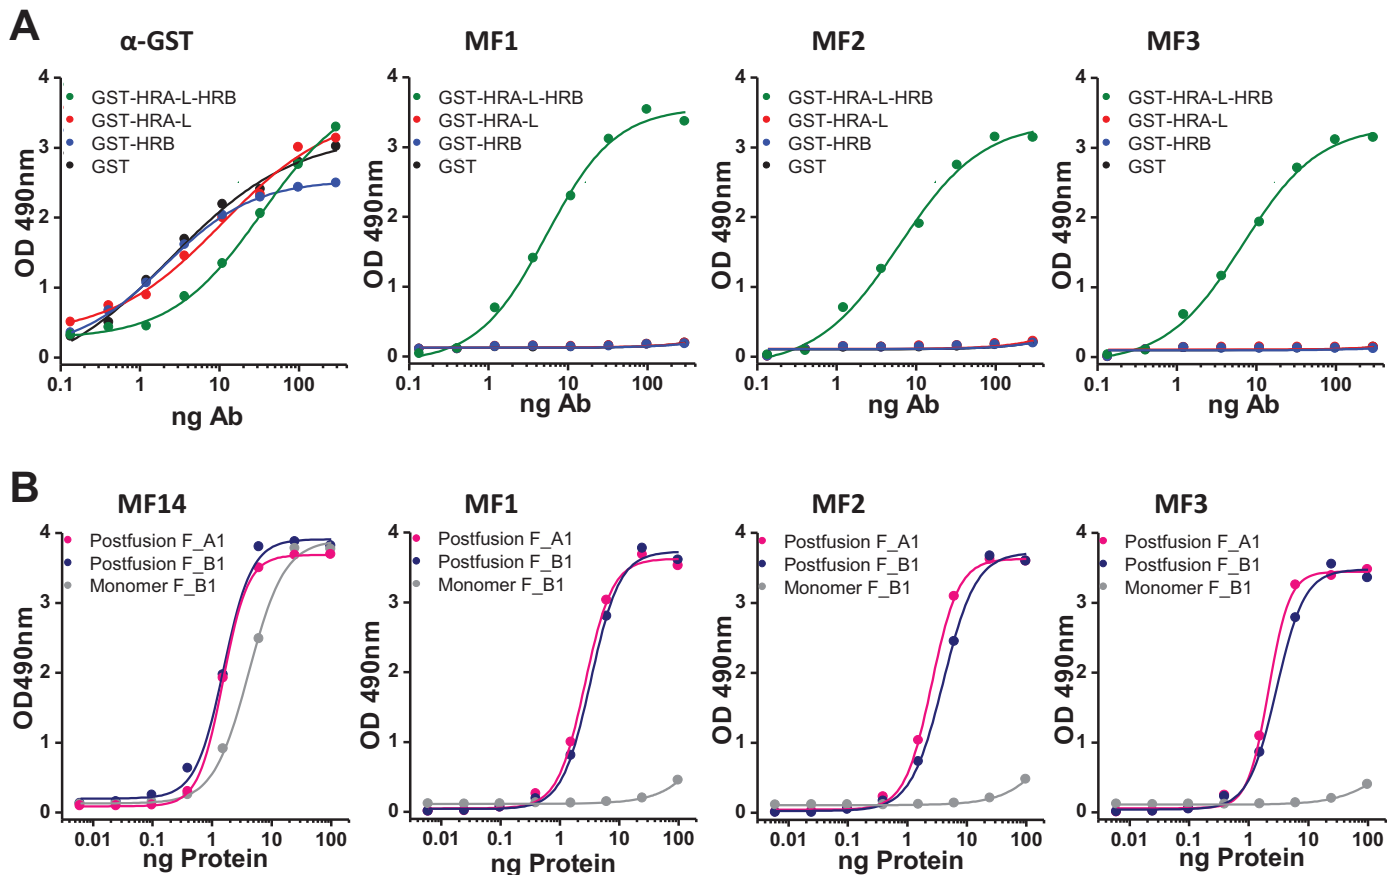 A
α-GST
MF1
MF2
MF3
4
3
2
1
0
OD 490nm
GST-HRA-L-HRB
GST-HRA-L
GST-HRB
GST
0.1
1
10
100
ng Ab
4
3
2
1
0
OD 490nm
GST-HRA-L-HRB
GST-HRA-L
GST-HRB
GST
0.1
1
10
100
ng Ab
4
3
2
1
0
OD 490nm
GST-HRA-L-HRB
GST-HRA-L
GST-HRB
GST
0.1
1
10
100
ng Ab
4
3
2
1
0
OD 490nm
GST-HRA-L-HRB
GST-HRA-L
GST-HRB
GST
0.1
1
10
100
ng Ab
B
MF14
MF1
MF2
MF3
4
3
2
1
0
OD490nm
Postfusion F_A1
Postfusion F_B1
Monomer F_B1
0.01
0.1
1
10
100
ng Protein
4
3
2
1
0
OD 490nm
Postfusion F_A1
Postfusion F_B1
Monomer F_B1
0.01
0.1
1
10
100
ng Protein
4
3
2
1
0
OD 490nm
Postfusion F_A1
Postfusion F_B1
Monomer F_B1
0.01
0.1
1
10
100
ng Protein
4
3
2
1
0
OD 490nm
Postfusion F_A1
Postfusion F_B1
Monomer F_B1
0.01
0.1
1
10
100
ng Protein